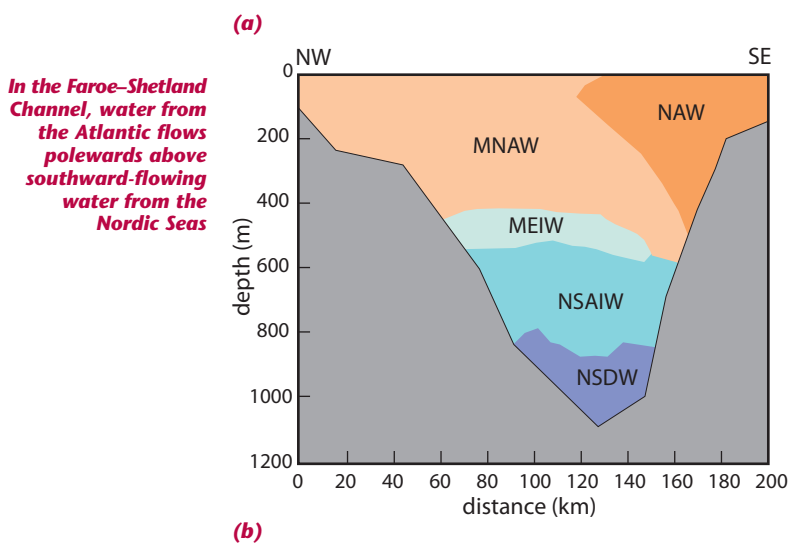 (a)
NW
SE
In the Faroe–Shetland
Channel, water from
the Atlantic flows
polewards above
southward-flowing
water from the
Nordic Seas
0
200
400
600
800
1000
1200
depth (m)
NAW
MNAW
MEIW
NSAIW
NSDW
0 20 40 60 80 100 120 140 160 180 200
distance (km)
(b)